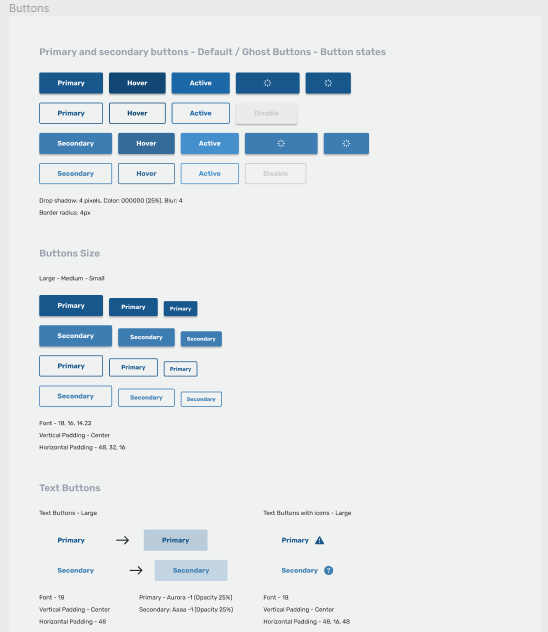 Buttons
Primary and secondary buttons - Default / Ghost Buttons - Button states
Primary Hover Active
Primary Hover Active Disable
Secondary Hover Active
Secondary Hover Active Disable
Drop shadow: 4 pixels, Color: 000000 (25%), Blur: 4
Border radius: 4px
Buttons Size
Large - Medium - Small
Primary Primary Primary
Secondary Secondary Secondary
Primary Primary Primary
Secondary Secondary Secondary
Font - 18, 16, 14.22
Vertical Padding - Center
Horizontal Padding - 48, 32, 16
Text Buttons
Text Buttons - Large
Primary → Primary
Secondary → Secondary
Font - 18
Vertical Padding - Center
Horizontal Padding - 48
Primary - Aurora -1 (Opacity 25%)
Secondary: Aaaa -1 (Opacity 25%)
Text Buttons with icons - Large
Primary
Secondary ?
Font - 18
Vertical Padding - Center
Horizontal Padding - 48, 16, 48